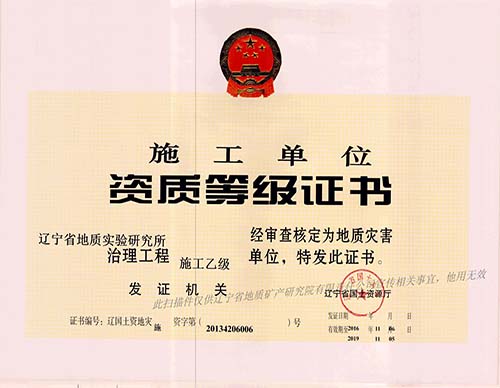 施工单位
资质等级证书
辽宁省地质实验研究所 经审查核定为地质灾害
治理工程 施工乙级 单位，特发此证书。
发证机关 辽宁省国土资源厅
此扫描件仅供辽宁省地质矿产研究院有限责任公司宣传相关事宜，他用无效
证书编号：辽国土资地灾 施 资字第（ 20134206006 ）号
发证日期 年 月 日
有效期至 2016 年 11 月 06 日
2019 11 05